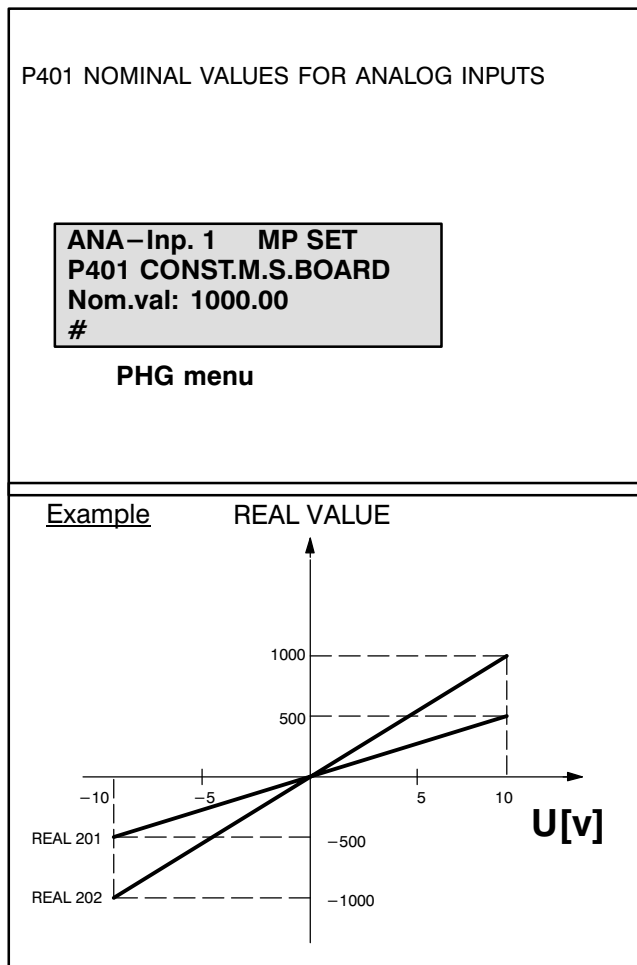 P401 NOMINAL VALUES FOR ANALOG INPUTS
ANA–Inp. 1 MP SET
P401 CONST.M.S.BOARD
Nom.val: 1000.00
#
PHG menu
Example REAL VALUE
1000
500
–10 –5 5 10
U[v]
REAL 201 –500
REAL 202 –1000